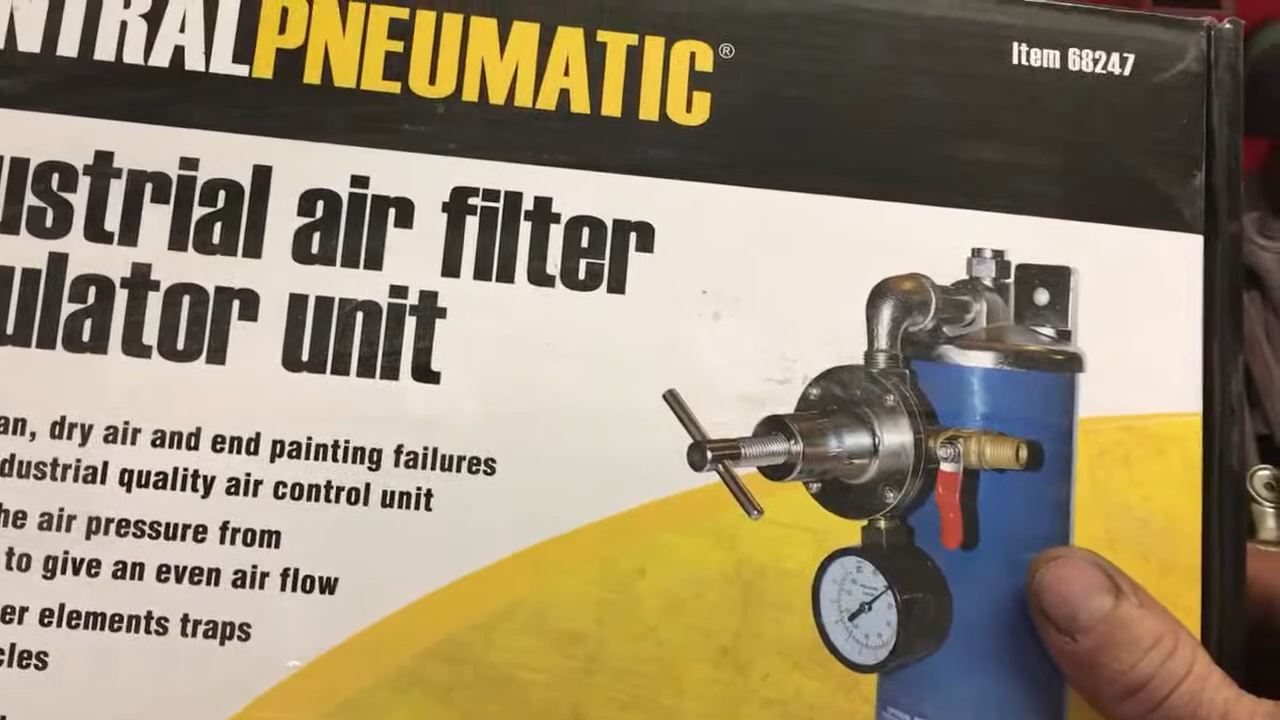 NTRALPNEUMATIC®
Item 68247
ustrial air filter
ulator unit
an, dry air and end painting failures
dustrial quality air control unit
he air pressure from
to give an even air flow
er elements traps
cles